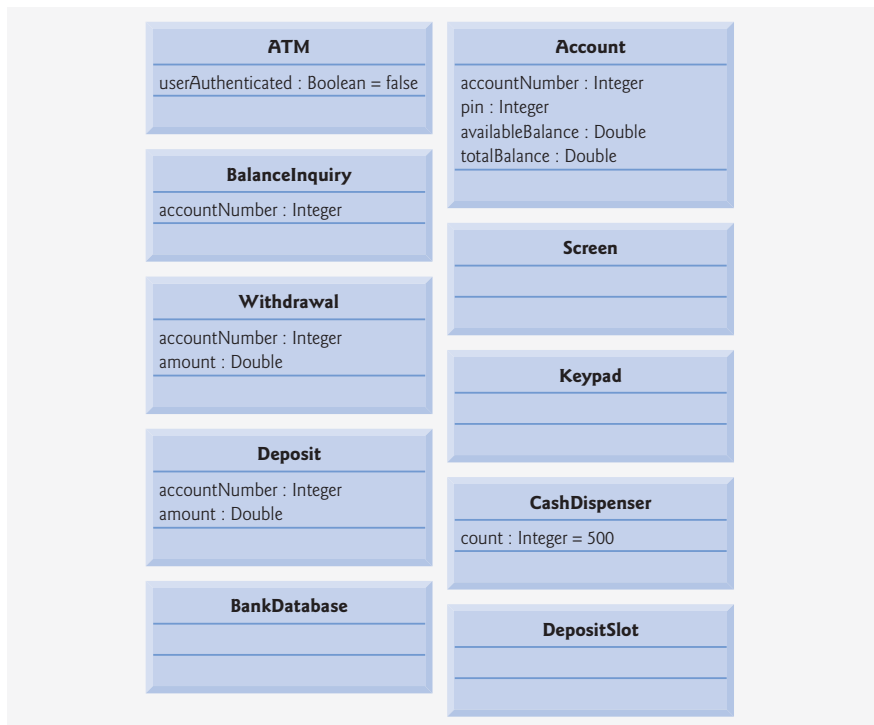 ATM
userAuthenticated : Boolean = false
BalanceInquiry
accountNumber : Integer
Withdrawal
accountNumber : Integer
amount : Double
Deposit
accountNumber : Integer
amount : Double
BankDatabase
Account
accountNumber : Integer
pin : Integer
availableBalance : Double
totalBalance : Double
Screen
Keypad
CashDispenser
count : Integer = 500
DepositSlot